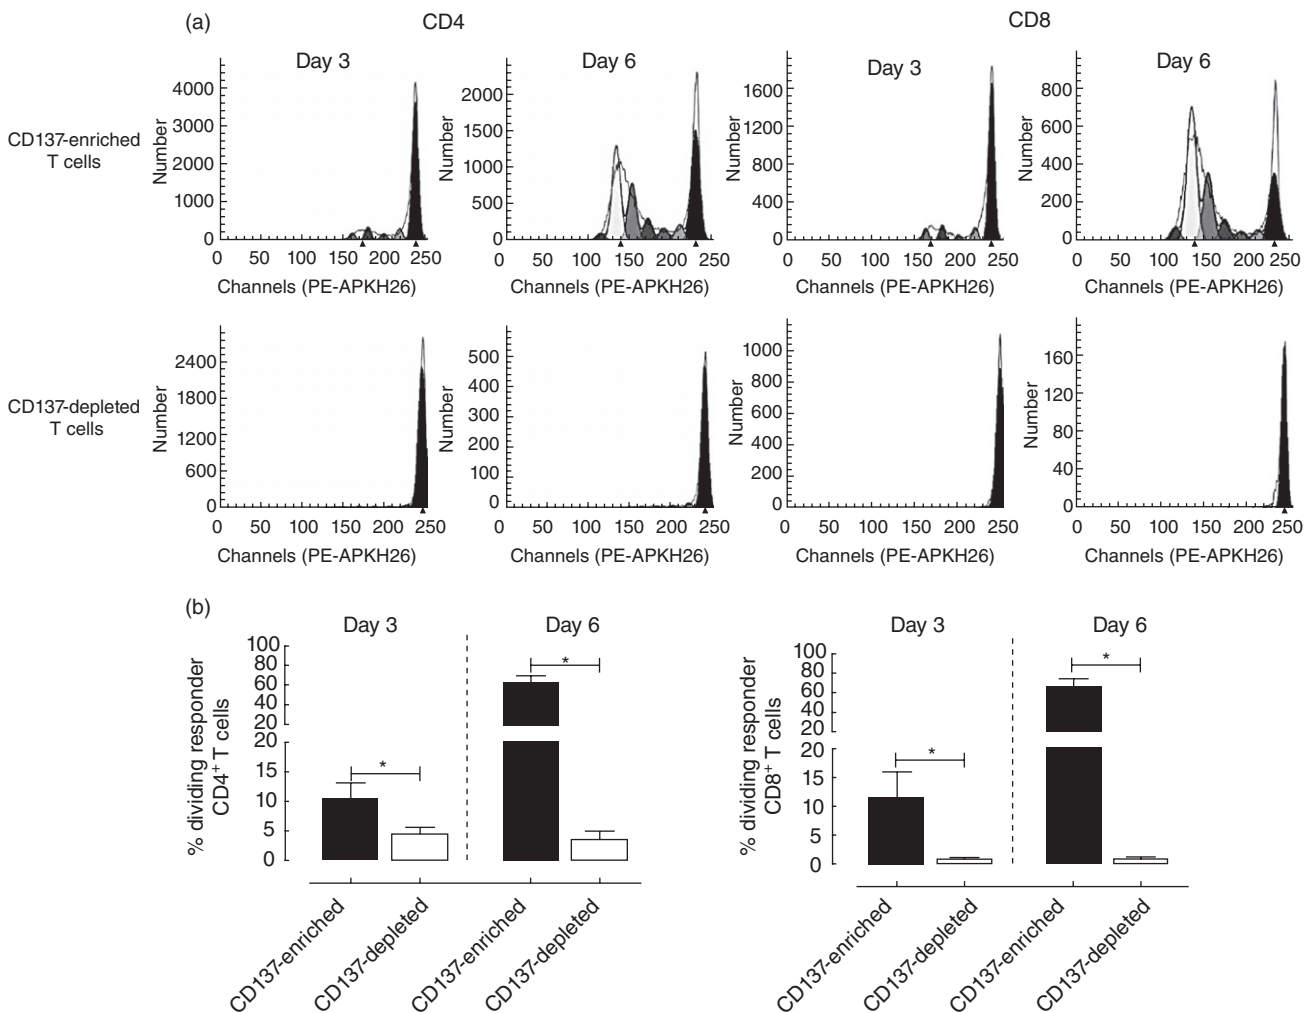 (a)
CD4
CD8
CD137-enriched
T cells
Day 3
Number
4000
3000
2000
1000
0
0 50 100 150 200 250
Channels (PE-APKH26)
Day 6
Number
2000
1500
1000
500
0
0 50 100 150 200 250
Channels (PE-APKH26)
Day 3
Number
1600
1200
800
400
0
0 50 100 150 200 250
Channels (PE-APKH26)
Day 6
Number
800
600
400
200
0
0 50 100 150 200 250
Channels (PE-APKH26)
CD137-depleted
T cells
Number
2400
1800
1200
600
0
0 50 100 150 200 250
Channels (PE-APKH26)
Number
500
400
300
200
100
0
0 50 100 150 200 250
Channels (PE-APKH26)
Number
1000
800
600
400
200
0
0 50 100 150 200 250
Channels (PE-APKH26)
Number
160
120
80
40
0
0 50 100 150 200 250
Channels (PE-APKH26)
(b)
Day 3
Day 6
% dividing responder
CD4+ T cells
100
80
60
40
20
20
15
10
5
0
*
*
CD137-enriched
CD137-depleted
CD137-enriched
CD137-depleted
Day 3
Day 6
% dividing responder
CD8+ T cells
100
80
60
40
20
20
15
10
5
0
*
*
CD137-enriched
CD137-depleted
CD137-enriched
CD137-depleted